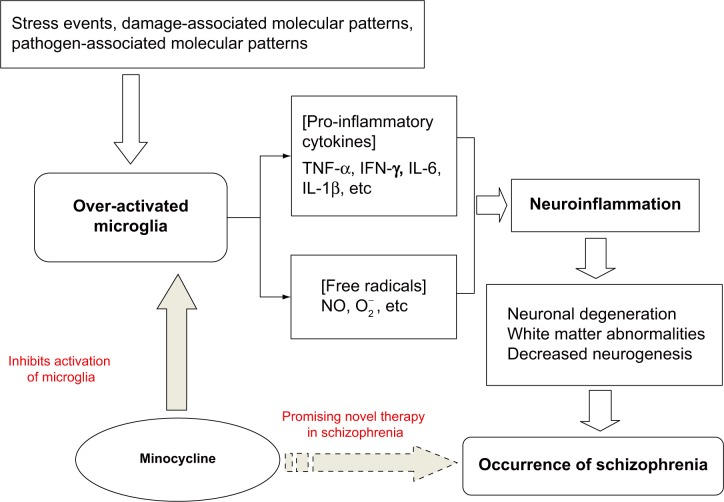 Stress events, damage-associated molecular patterns,
pathogen-associated molecular patterns
[Pro-inflammatory
cytokines]
TNF-α, IFN-γ, IL-6,
IL-1β, etc
Over-activated
microglia
Neuroinflammation
[Free radicals]
NO, O₂⁻, etc
Neuronal degeneration
White matter abnormalities
Decreased neurogenesis
Inhibits activation
of microglia
Promising novel therapy
in schizophrenia
Minocycline
Occurrence of schizophrenia